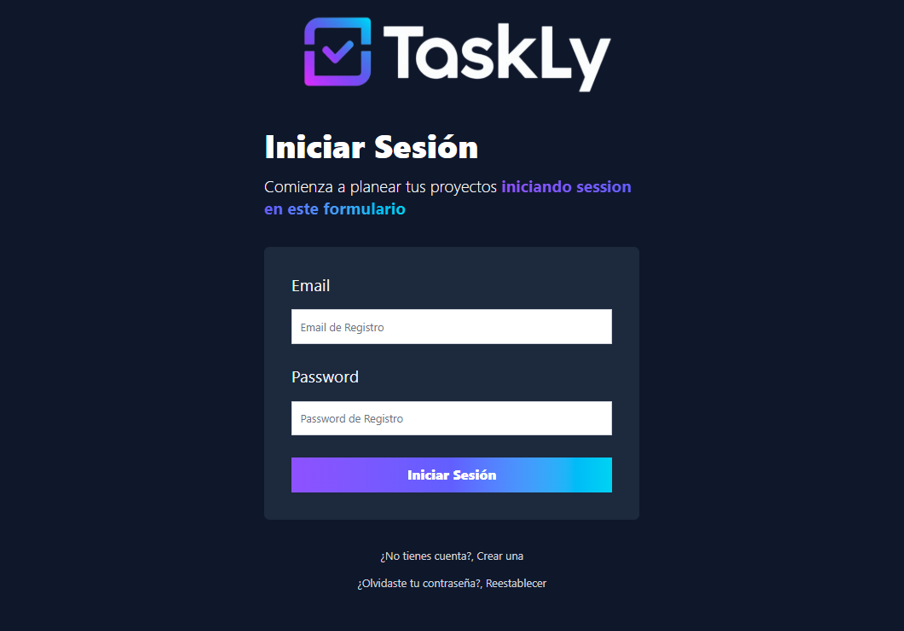 TaskLy
Iniciar Sesión
Comienza a planear tus proyectos iniciando session
en este formulario
Email
Email de Registro
Password
Password de Registro
Iniciar Sesión
¿No tienes cuenta?, Crear una
¿Olvidaste tu contraseña?, Reestablecer